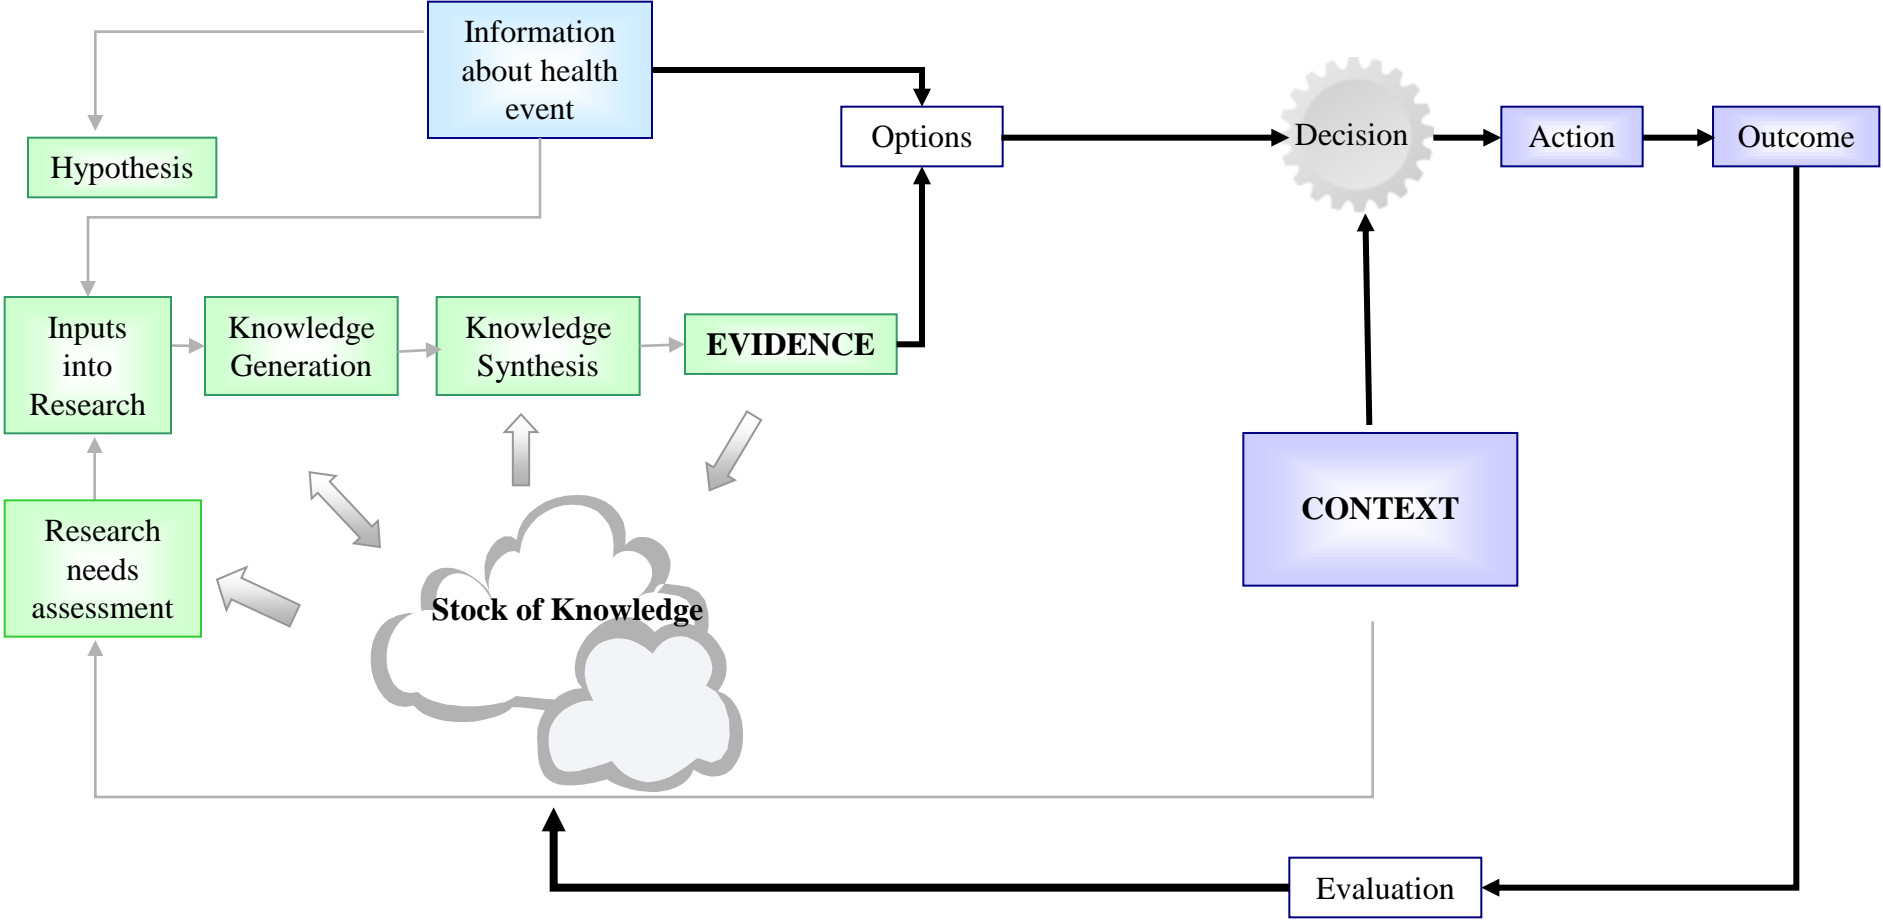 Information
about health
event
Options
Decision
Action
Outcome
Hypothesis
Inputs
into
Research
Knowledge
Generation
Knowledge
Synthesis
EVIDENCE
CONTEXT
Research
needs
assessment
Stock of Knowledge
Evaluation